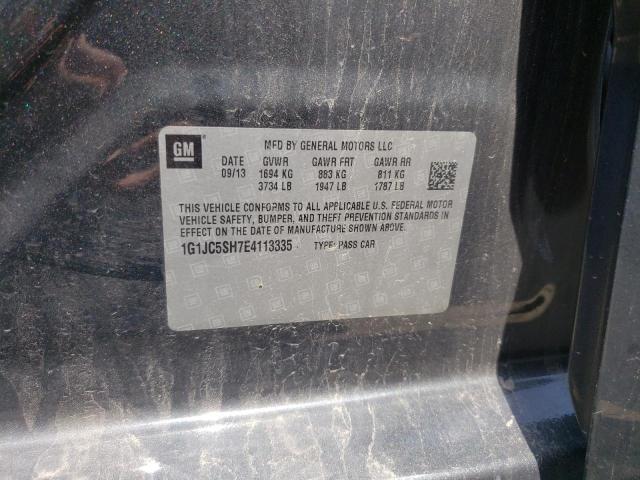 GM
MFD BY GENERAL MOTORS LLC
DATE GVWR GAWR FRT GAWR RR
09/13 1694 KG 883 KG 811 KG
3734 LB 1947 LB 1787 LB
THIS VEHICLE CONFORMS TO ALL APPLICABLE U.S. FEDERAL MOTOR
VEHICLE SAFETY, BUMPER, AND THEFT PREVENTION STANDARDS IN
EFFECT ON THE DATE OF MANUFACTURE SHOWN ABOVE.
1G1JC5SH7E4113335 TYPE: PASS CAR